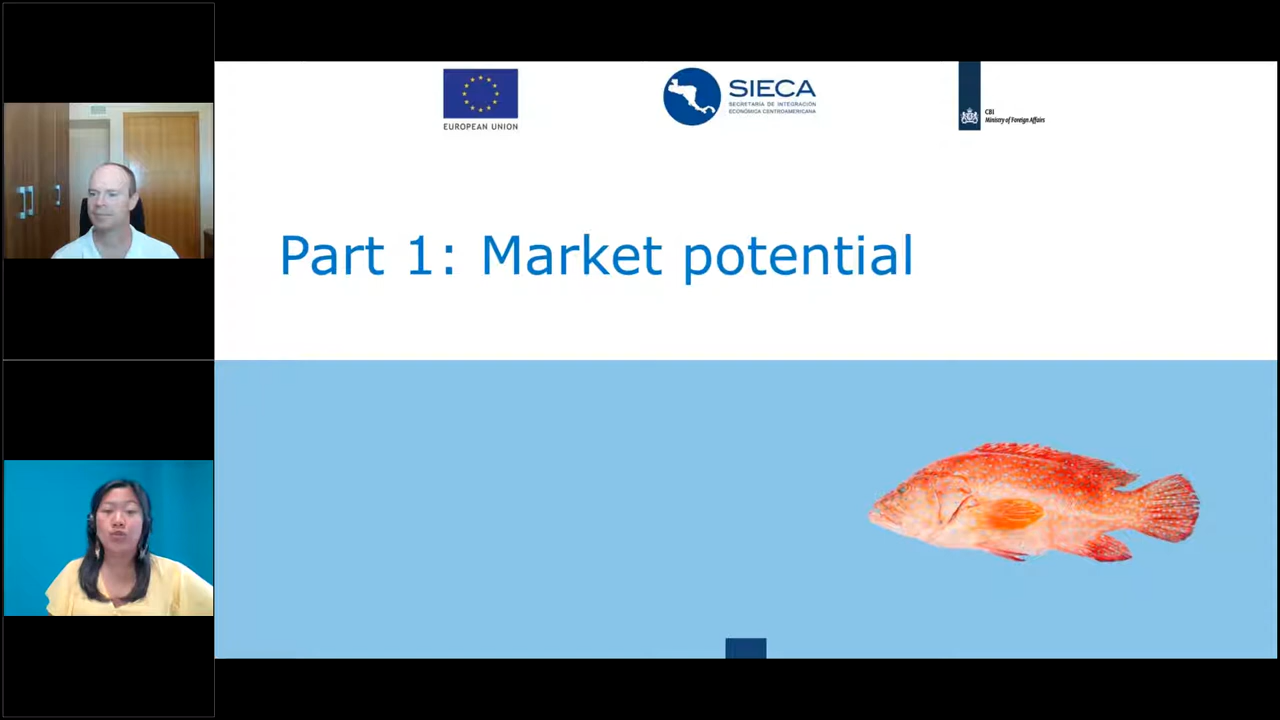 EUROPEAN UNION
SIECA
SECRETARÍA DE INTEGRACIÓN
ECONÓMICA CENTROAMERICANA
CBI
Ministry of Foreign Affairs
Part 1: Market potential